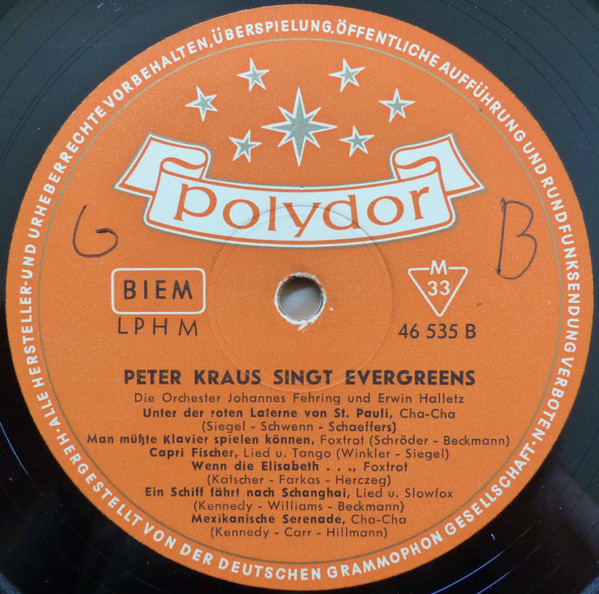 ALLE HERSTELLER-UND URHEBERRECHTE VORBEHALTEN, ÜBERSPIELUNG, ÖFFENTLICHE AUFFÜHRUNG UND RUNDFUNKSENDUNG VERBOTEN!
polydor
G
B
BIEM
LPHM
M
33
46 535 B
PETER KRAUS SINGT EVERGREENS
Die Orchester Johannes Fehring und Erwin Halletz
Unter der roten Laterne von St. Pauli, Cha-Cha
(Siegel - Schwenn - Schaeffers)
Man müßte Klavier spielen können, Foxtrot (Schröder - Beckmann)
Capri Fischer, Lied u. Tango (Winkler - Siegel)
Wenn die Elisabeth . . ., Foxtrot
(Katscher - Farkas - Herczeg)
Ein Schiff fährt nach Schanghai, Lied u. Slowfox
(Kennedy - Williams - Beckmann)
Mexikanische Serenade, Cha-Cha
(Kennedy - Carr - Hillmann)
HERGESTELLT VON DER DEUTSCHEN GRAMMOPHON GESELLSCHAFT